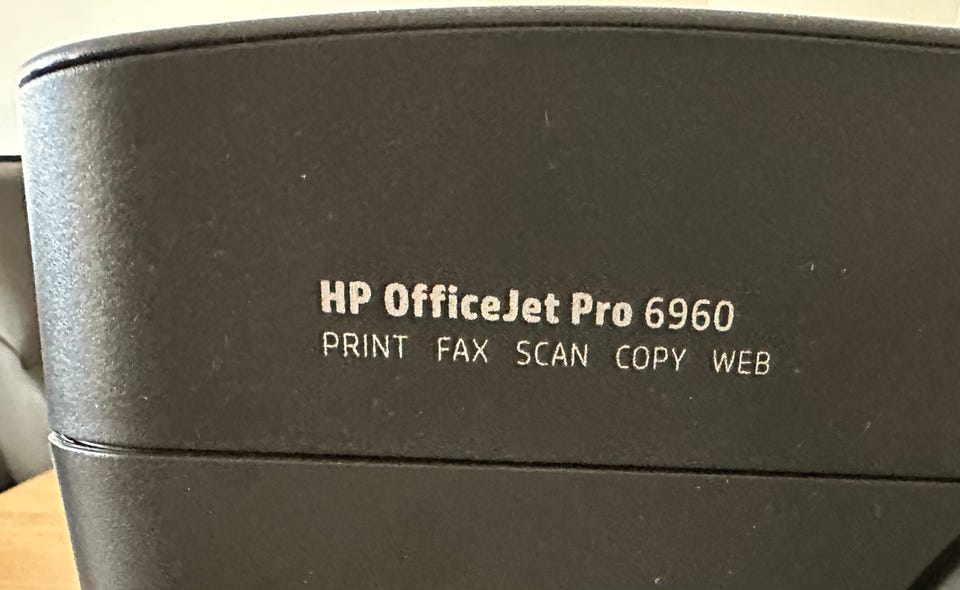 HP OfficeJet Pro 6960
PRINT FAX SCAN COPY WEB